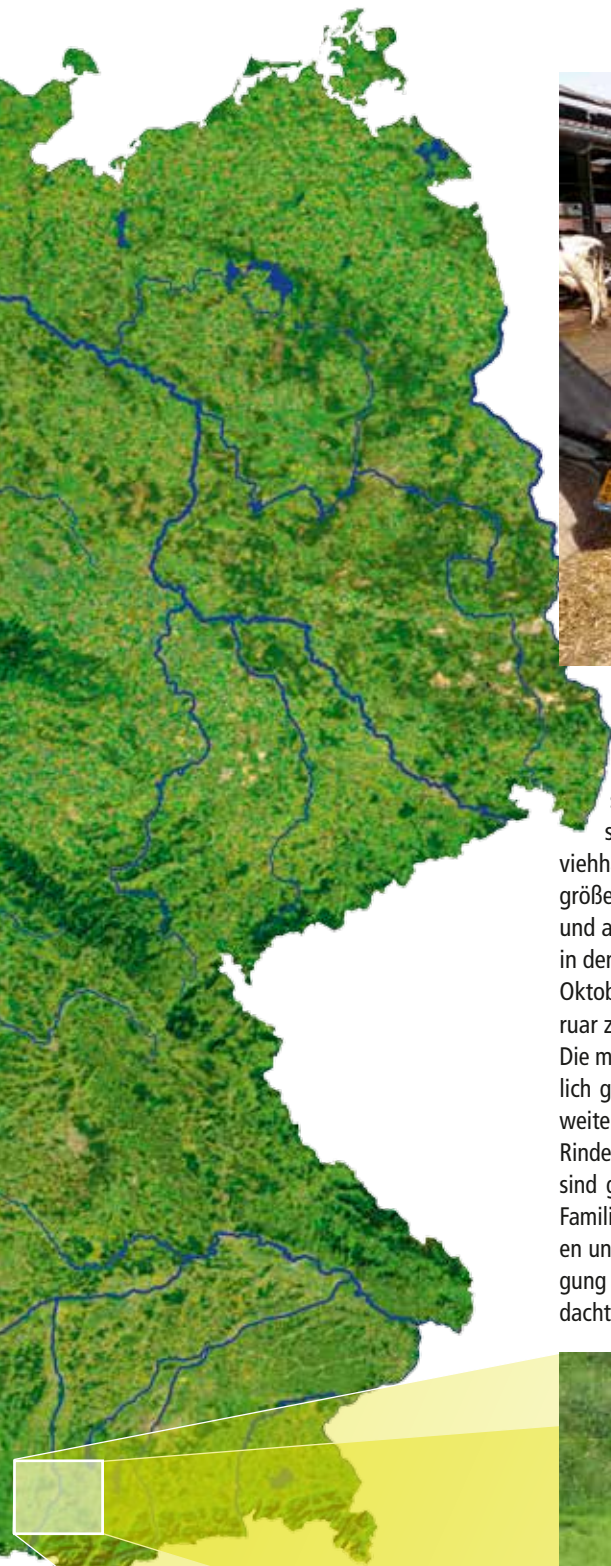 s
viehh
größe
und a
in der
Oktob
ruar z
Die m
lich g
weite
Rinde
sind g
Famili
en un
gung
dacht